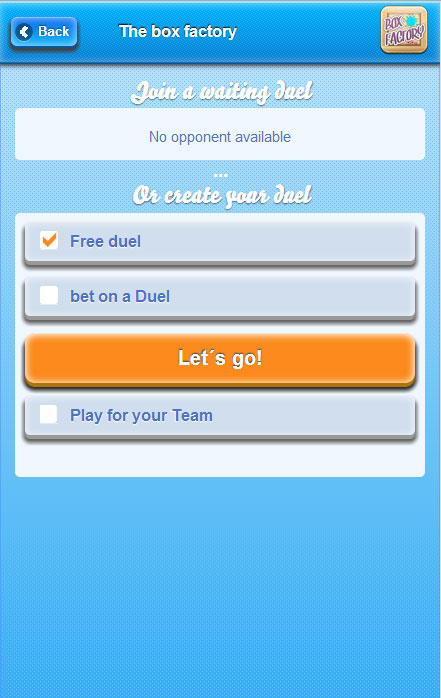 Back
The box factory
BOX
FACTORY
Join a waiting duel
No opponent available
...
Or create your duel
Free duel
bet on a Duel
Let´s go!
Play for your Team